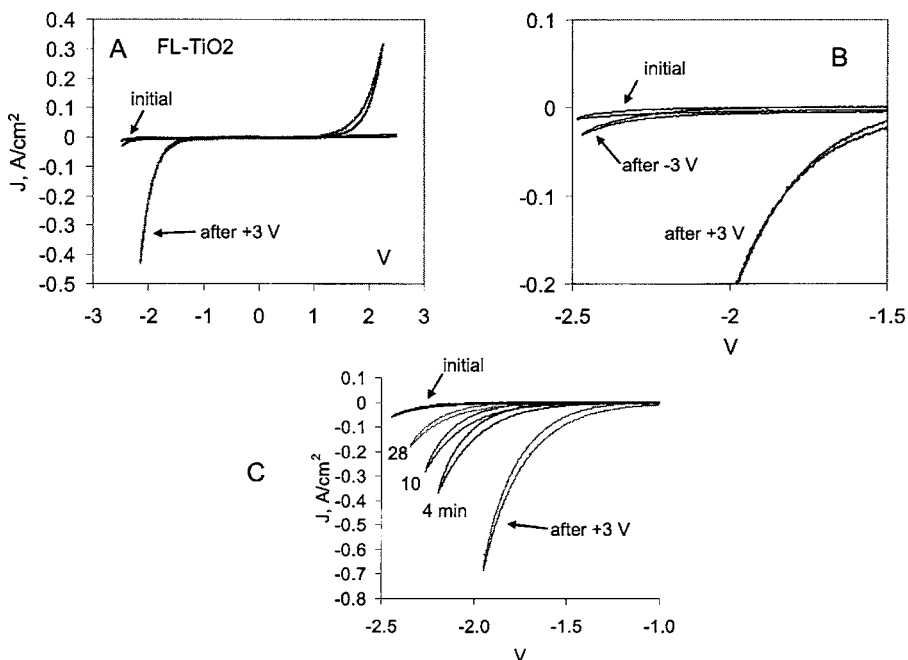 A FL-TiO2
initial
after +3 V
J, A/cm²
V
0.4
0.3
0.2
0.1
0
-0.1
-0.2
-0.3
-0.4
-0.5
-3 -2 -1 0 1 2 3
B
initial
after -3 V
after +3 V
0.1
0
-0.1
-0.2
-2.5 -2 -1.5
V
C
initial
28
10
4 min
after +3 V
J, A/cm²
0.1
0
-0.1
-0.2
-0.3
-0.4
-0.5
-0.6
-0.7
-0.8
-2.5 -2.0 -1.5 -1.0
V